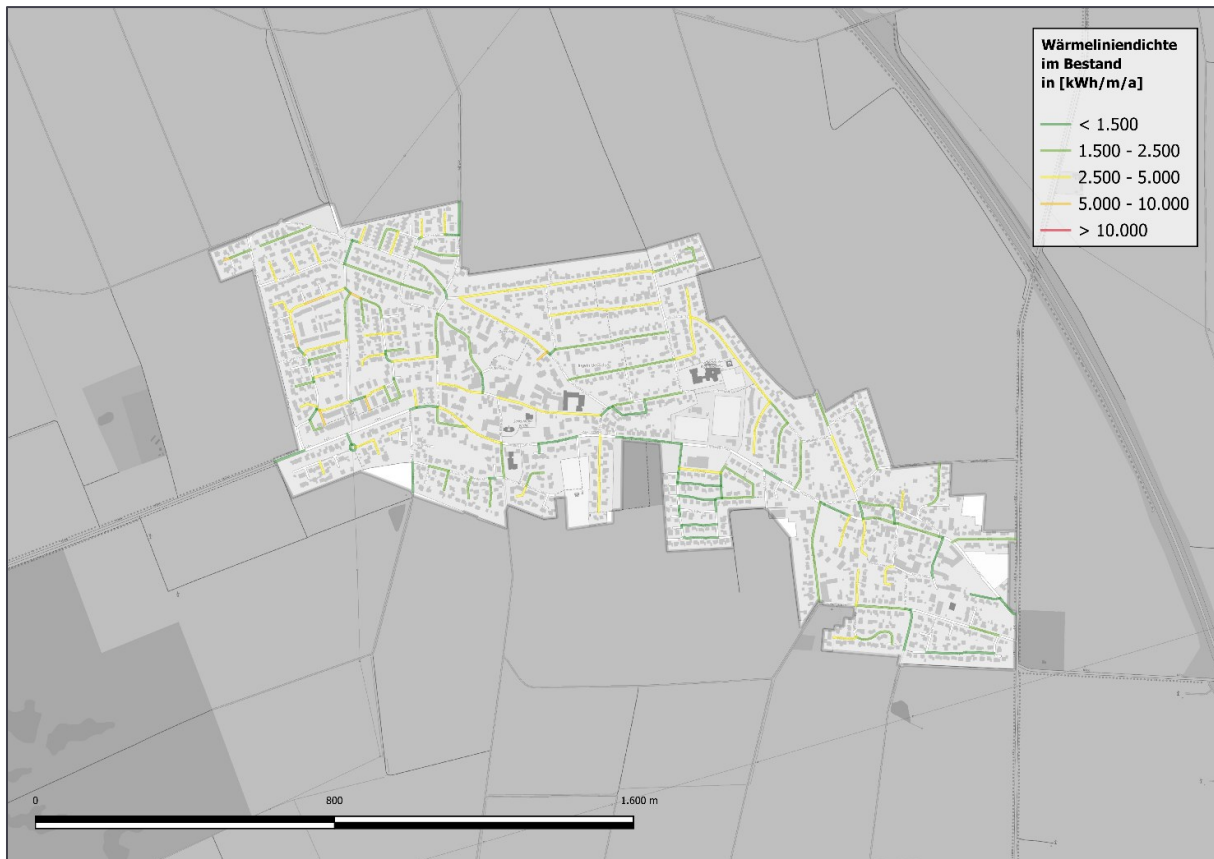 Wärmeliniendichte
im Bestand
in [kWh/m/a]
< 1.500
1.500 - 2.500
2.500 - 5.000
5.000 - 10.000
> 10.000
0
800
1.600 m